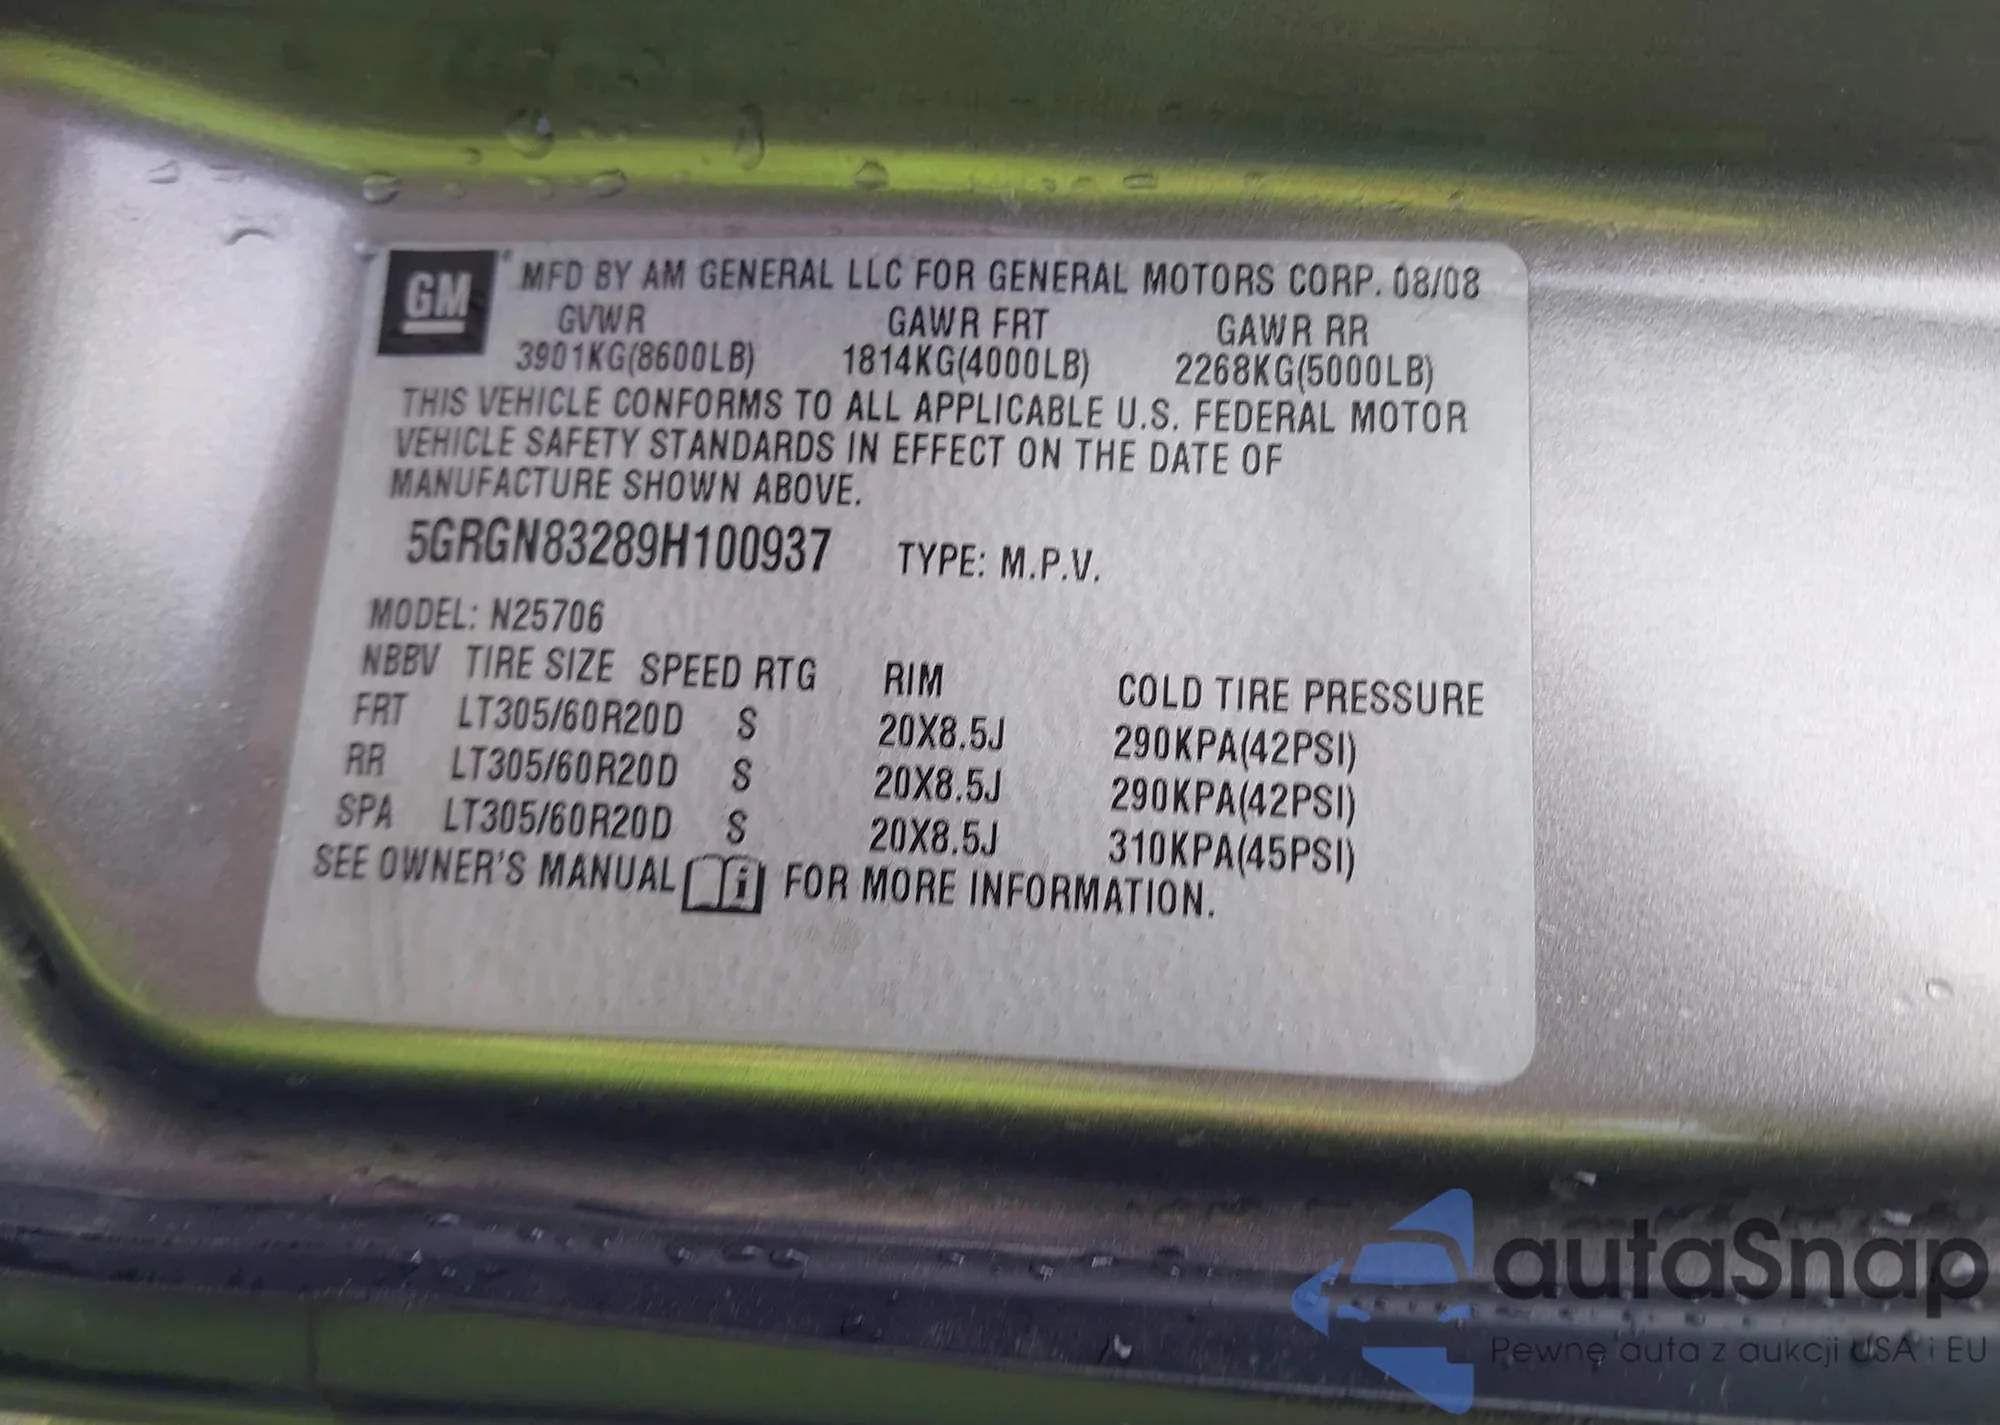 GM
MFD BY AM GENERAL LLC FOR GENERAL MOTORS CORP. 08/08
GVWR GAWR FRT GAWR RR
3901KG(8600LB) 1814KG(4000LB) 2268KG(5000LB)
THIS VEHICLE CONFORMS TO ALL APPLICABLE U.S. FEDERAL MOTOR
VEHICLE SAFETY STANDARDS IN EFFECT ON THE DATE OF
MANUFACTURE SHOWN ABOVE.
5GRGN83289H100937 TYPE: M.P.V.
MODEL: N25706
NBBV TIRE SIZE SPEED RTG RIM COLD TIRE PRESSURE
FRT LT305/60R20D S 20X8.5J 290KPA(42PSI)
RR LT305/60R20D S 20X8.5J 290KPA(42PSI)
SPA LT305/60R20D S 20X8.5J 310KPA(45PSI)
SEE OWNER'S MANUAL i FOR MORE INFORMATION.
autaSnap
Pewne auta z aukcji USA i EU